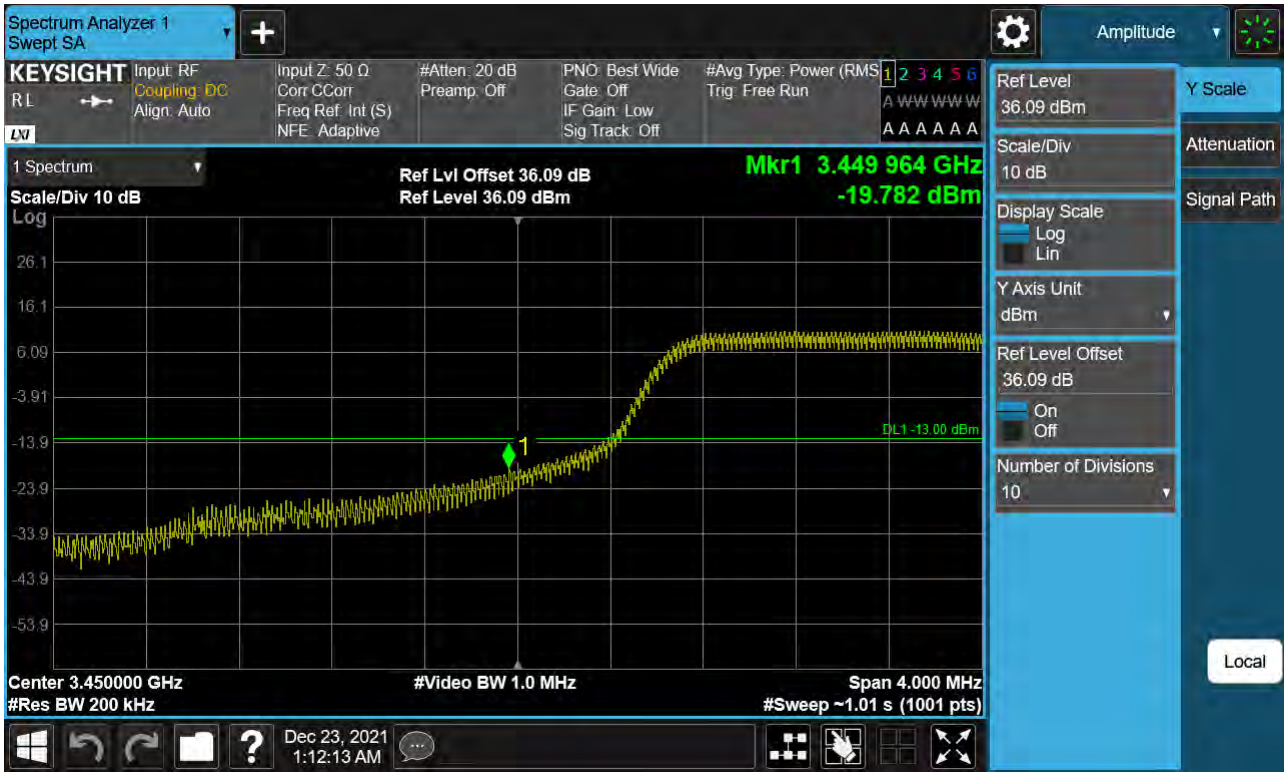 Spectrum Analyzer 1
Swept SA
+
Amplitude
KEYSIGHT
RL
LXI
Input: RF
Coupling: DC
Align: Auto
Input Z: 50 Ω
Corr CCorr
Freq Ref: Int (S)
NFE: Adaptive
#Atten: 20 dB
Preamp: Off
PNO: Best Wide
Gate: Off
IF Gain: Low
Sig Track: Off
#Avg Type: Power (RMS
Trig: Free Run
1 2 3 4 5 6
A W W W W W
A A A A A A
1 Spectrum
Scale/Div 10 dB
Ref Lvl Offset 36.09 dB
Ref Level 36.09 dBm
Mkr1 3.449 964 GHz
-19.782 dBm
Log
26.1
16.1
6.09
-3.91
-13.9
-23.9
-33.9
-43.9
-53.9
DL1 -13.00 dBm
1
Center 3.450000 GHz
#Video BW 1.0 MHz
Span 4.000 MHz
#Res BW 200 kHz
#Sweep ~1.01 s (1001 pts)
Ref Level
36.09 dBm
Scale/Div
10 dB
Display Scale
Log
Lin
Y Axis Unit
dBm
Ref Level Offset
36.09 dB
On
Off
Number of Divisions
10
Y Scale
Attenuation
Signal Path
Local
?
Dec 23, 2021
1:12:13 AM